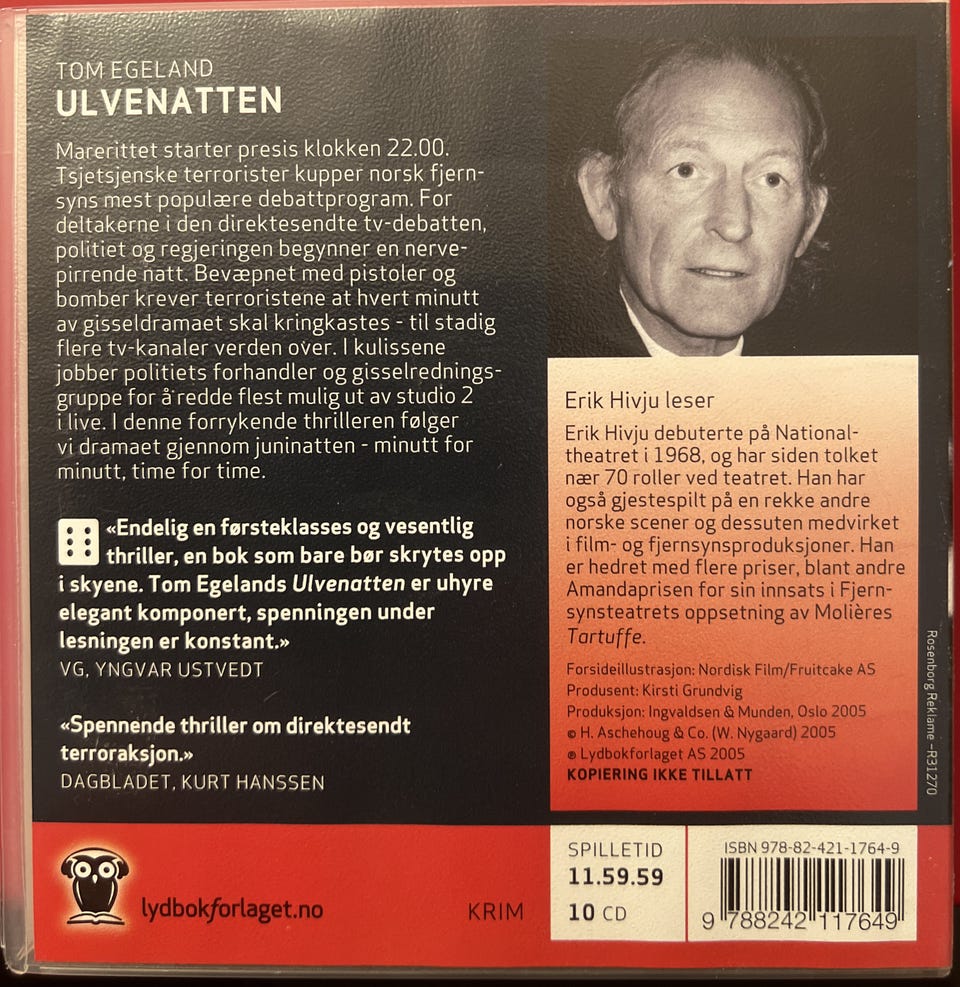 TOM EGELAND
ULVENATTEN
Marerittet starter presis klokken 22.00.
Tsjetsjenske terrorister kupper norsk fjern-
syns mest populære debattprogram. For
deltakerne i den direktesendte tv-debatten,
politiet og regjeringen begynner en nerve-
pirrende natt. Bevæpnet med pistoler og
bomber krever terroristene at hvert minutt
av gisseldramaet skal kringkastes - til stadig
flere tv-kanaler verden over. I kulissene
jobber politiets forhandler og gisselrednings-
gruppe for å redde flest mulig ut av studio 2
i live. I denne forrykende thrilleren følger
vi dramaet gjennom juninatten - minutt for
minutt, time for time.
«Endelig en førsteklasses og vesentlig
thriller, en bok som bare bør skrytes opp
i skyene. Tom Egelands Ulvenatten er uhyre
elegant komponert, spenningen under
lesningen er konstant.»
VG, YNGVAR USTVEDT
«Spennende thriller om direktesendt
terroraksjon.»
DAGBLADET, KURT HANSSEN
Erik Hivju leser
Erik Hivju debuterte på National-
theatret i 1968, og har siden tolket
nær 70 roller ved teatret. Han har
også gjestespilt på en rekke andre
norske scener og dessuten medvirket
i film- og fjernsynsproduksjoner. Han
er hedret med flere priser, blant andre
Amandaprisen for sin innsats i Fjern-
synsteatrets oppsetning av Molières
Tartuffe.
Forsideillustrasjon: Nordisk Film/Fruitcake AS
Produsent: Kirsti Grundvig
Produksjon: Ingvaldsen & Munden, Oslo 2005
© H. Aschehoug & Co. (W. Nygaard) 2005
℗ Lydbokforlaget AS 2005
KOPIERING IKKE TILLATT
Rosenborg Reklame –R31270
lydbokforlaget.no
KRIM
SPILLETID
11.59.59
10 CD
ISBN 978-82-421-1764-9
9 788242 117649